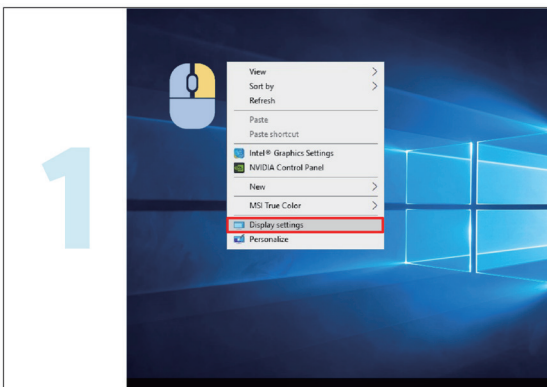 1
View
Sort by
Refresh
Paste
Paste shortcut
Intel® Graphics Settings
NVIDIA Control Panel
New
MSI True Color
Display settings
Personalize